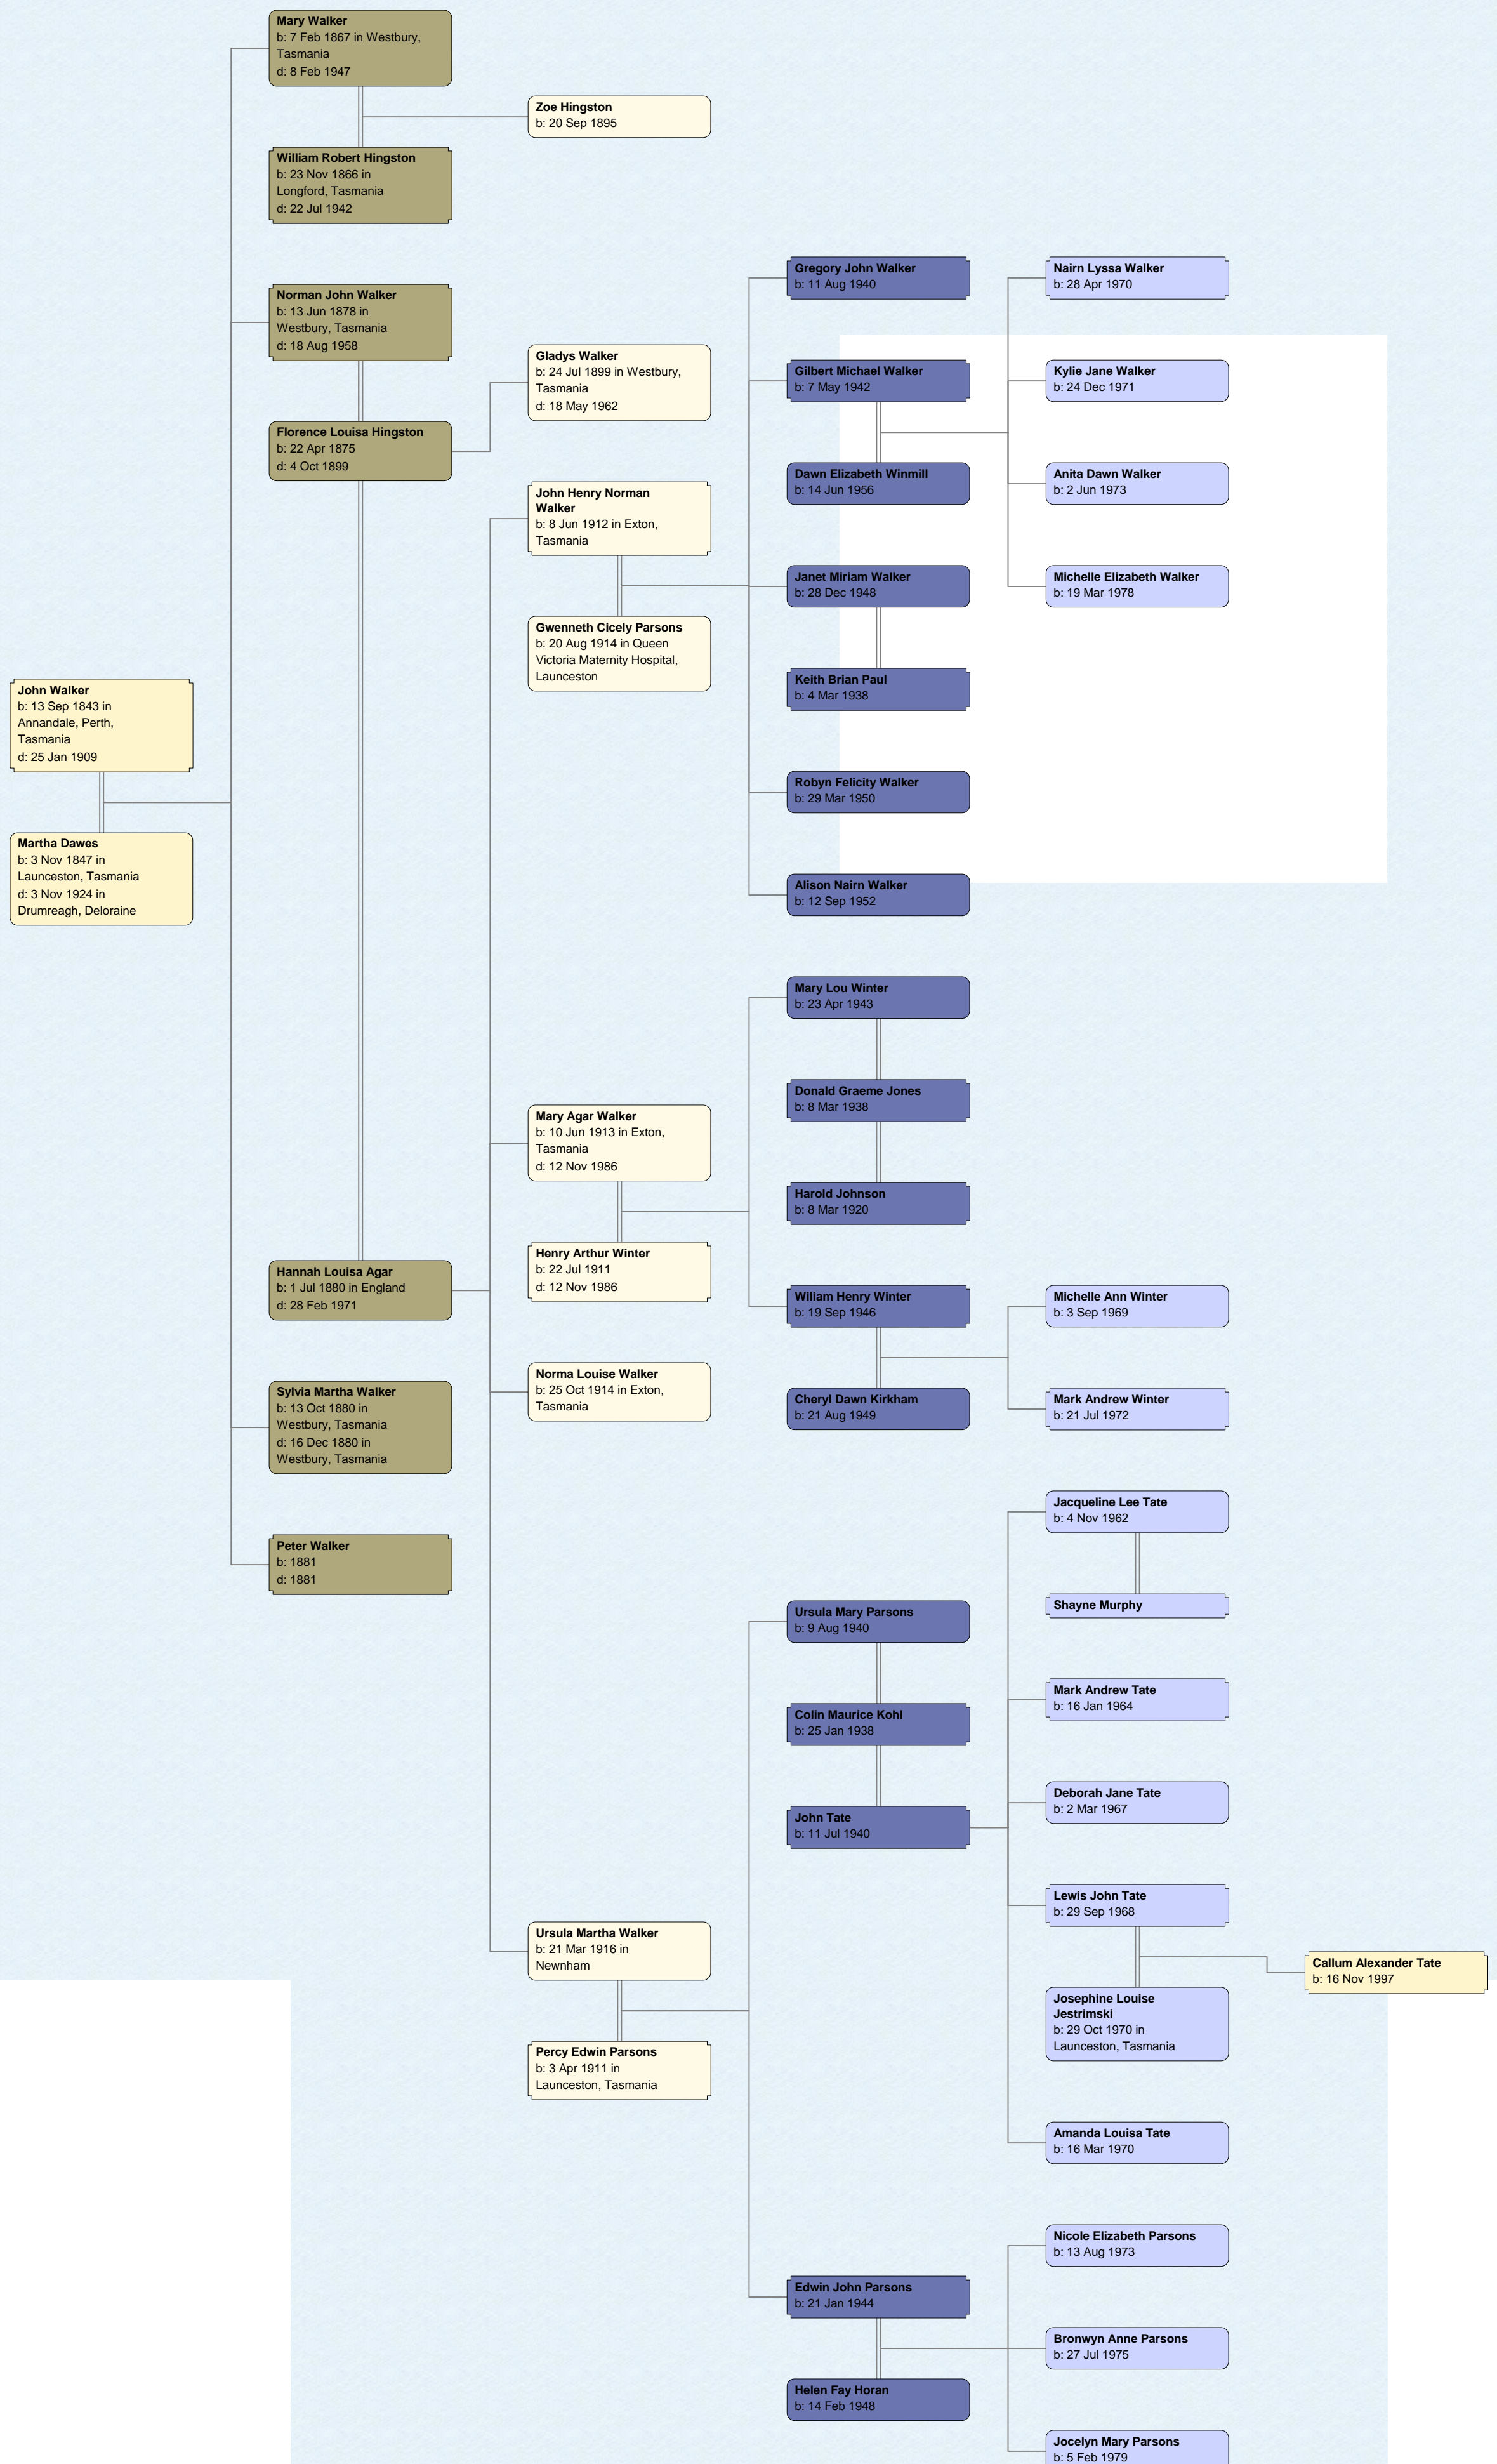 Mary Walker
b: 7 Feb 1867 in Westbury,
Tasmania
d: 8 Feb 1947
Zoe Hingston
b: 20 Sep 1895
William Robert Hingston
b: 23 Nov 1866 in
Longford, Tasmania
d: 22 Jul 1942
Norman John Walker
b: 13 Jun 1878 in
Westbury, Tasmania
d: 18 Aug 1958
Florence Louisa Hingston
b: 22 Apr 1875
d: 4 Oct 1899
Gladys Walker
b: 24 Jul 1899 in Westbury,
Tasmania
d: 18 May 1962
John Henry Norman
Walker
b: 8 Jun 1912 in Exton,
Tasmania
Gwenneth Cicely Parsons
b: 20 Aug 1914 in Queen
Victoria Maternity Hospital,
Launceston
Gregory John Walker
b: 11 Aug 1940
Gilbert Michael Walker
b: 7 May 1942
Dawn Elizabeth Winmill
b: 14 Jun 1956
Janet Miriam Walker
b: 28 Dec 1948
Keith Brian Paul
b: 4 Mar 1938
Robyn Felicity Walker
b: 29 Mar 1950
Alison Nairn Walker
b: 12 Sep 1952
Nairn Lyssa Walker
b: 28 Apr 1970
Kylie Jane Walker
b: 24 Dec 1971
Anita Dawn Walker
b: 2 Jun 1973
Michelle Elizabeth Walker
b: 19 Mar 1978
John Walker
b: 13 Sep 1843 in
Annandale, Perth,
Tasmania
d: 25 Jan 1909
Martha Dawes
b: 3 Nov 1847 in
Launceston, Tasmania
d: 3 Nov 1924 in
Drumreagh, Deloraine
Mary Lou Winter
b: 23 Apr 1943
Donald Graeme Jones
b: 8 Mar 1938
Harold Johnson
b: 8 Mar 1920
Mary Agar Walker
b: 10 Jun 1913 in Exton,
Tasmania
d: 12 Nov 1986
Henry Arthur Winter
b: 22 Jul 1911
d: 12 Nov 1986
Hannah Louisa Agar
b: 1 Jul 1880 in England
d: 28 Feb 1971
Wiliam Henry Winter
b: 19 Sep 1946
Cheryl Dawn Kirkham
b: 21 Aug 1949
Michelle Ann Winter
b: 3 Sep 1969
Mark Andrew Winter
b: 21 Jul 1972
Norma Louise Walker
b: 25 Oct 1914 in Exton,
Tasmania
Sylvia Martha Walker
b: 13 Oct 1880 in
Westbury, Tasmania
d: 16 Dec 1880 in
Westbury, Tasmania
Peter Walker
b: 1881
d: 1881
Jacqueline Lee Tate
b: 4 Nov 1962
Shayne Murphy
Ursula Mary Parsons
b: 9 Aug 1940
Colin Maurice Kohl
b: 25 Jan 1938
John Tate
b: 11 Jul 1940
Mark Andrew Tate
b: 16 Jan 1964
Deborah Jane Tate
b: 2 Mar 1967
Lewis John Tate
b: 29 Sep 1968
Callum Alexander Tate
b: 16 Nov 1997
Josephine Louise
Jestrimski
b: 29 Oct 1970 in
Launceston, Tasmania
Ursula Martha Walker
b: 21 Mar 1916 in
Newnham
Percy Edwin Parsons
b: 3 Apr 1911 in
Launceston, Tasmania
Amanda Louisa Tate
b: 16 Mar 1970
Nicole Elizabeth Parsons
b: 13 Aug 1973
Edwin John Parsons
b: 21 Jan 1944
Bronwyn Anne Parsons
b: 27 Jul 1975
Helen Fay Horan
b: 14 Feb 1948
Jocelyn Mary Parsons
b: 5 Feb 1979